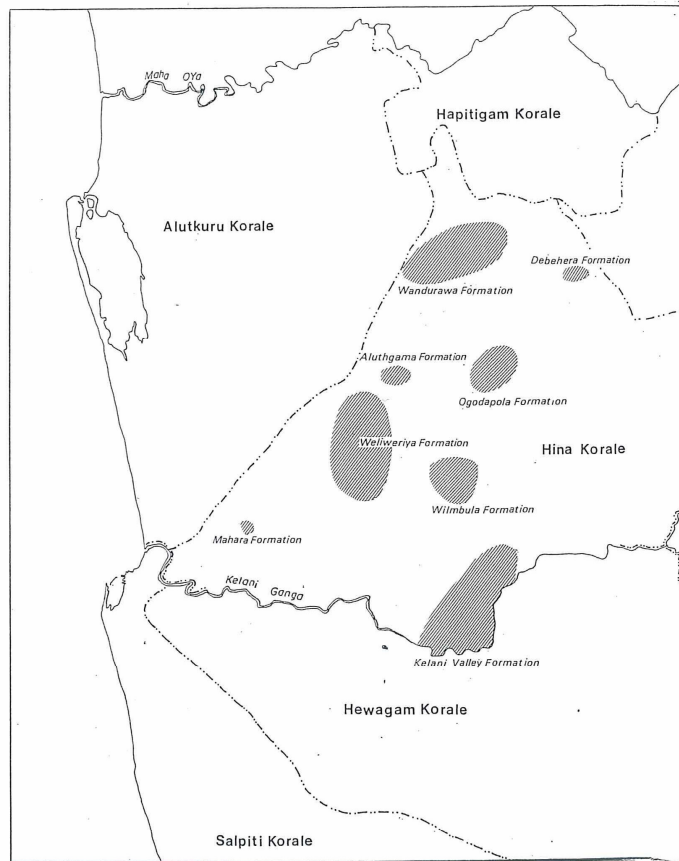 Maha OYa
Hapitigam Korale
Alutkuru Korale
Debehera Formation
Wandurawa Formation
Aluthgama Formation
Ogodapola Formation
Weliweriya Formation
Hina Korale
Wilmbula Formation
Mahara Formation
Kelani Ganga
Kelani Valley Formation
Hewagam Korale
Salpiti Korale